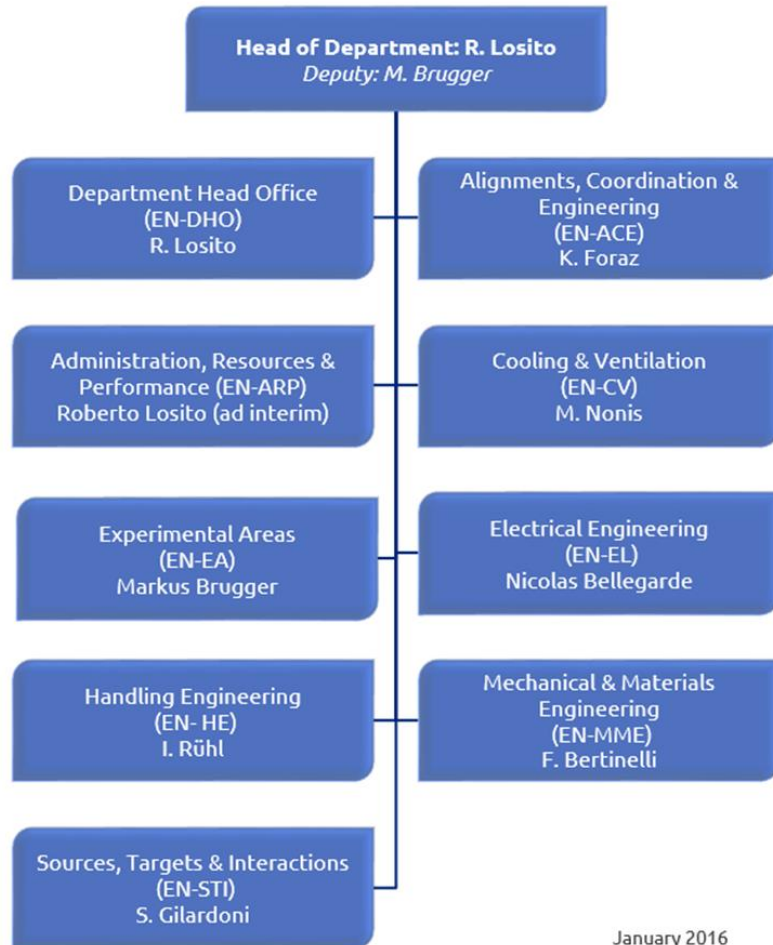 Head of Department: R. Losito
Deputy: M. Brugger
Department Head Office
(EN-DHO)
R. Losito
Alignments, Coordination &
Engineering
(EN-ACE)
K. Foraz
Administration, Resources &
Performance (EN-ARP)
Roberto Losito (ad interim)
Cooling & Ventilation
(EN-CV)
M. Nonis
Experimental Areas
(EN-EA)
Markus Brugger
Electrical Engineering
(EN-EL)
Nicolas Bellegarde
Handling Engineering
(EN- HE)
I. Rühl
Mechanical & Materials
Engineering
(EN-MME)
F. Bertinelli
Sources, Targets & Interactions
(EN-STI)
S. Gilardoni
January 2016